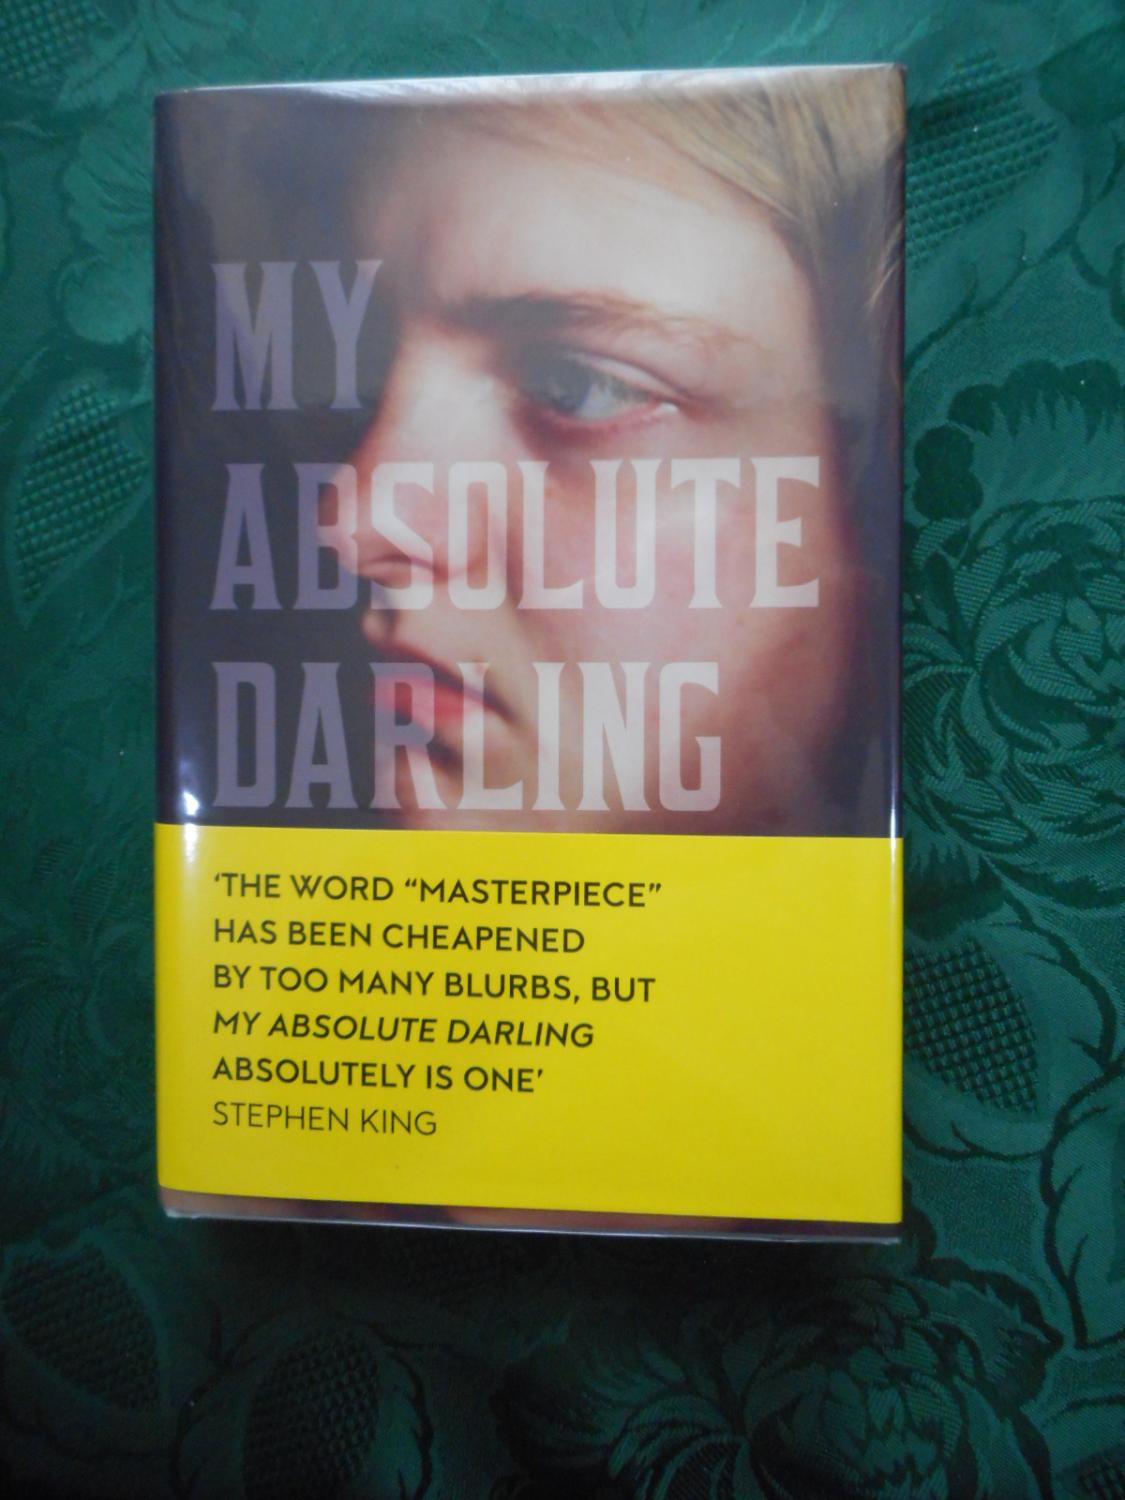 MY
ABSOLUTE
DARLING
‘THE WORD “MASTERPIECE”
HAS BEEN CHEAPENED
BY TOO MANY BLURBS, BUT
MY ABSOLUTE DARLING
ABSOLUTELY IS ONE’
STEPHEN KING